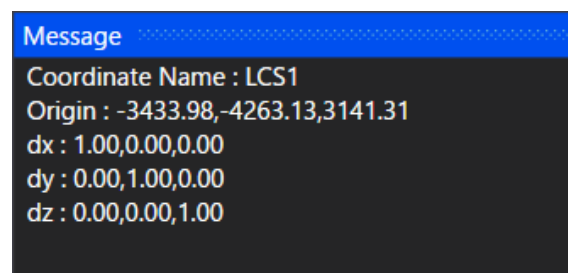 Message
Coordinate Name : LCS1
Origin : -3433.98,-4263.13,3141.31
dx : 1.00,0.00,0.00
dy : 0.00,1.00,0.00
dz : 0.00,0.00,1.00